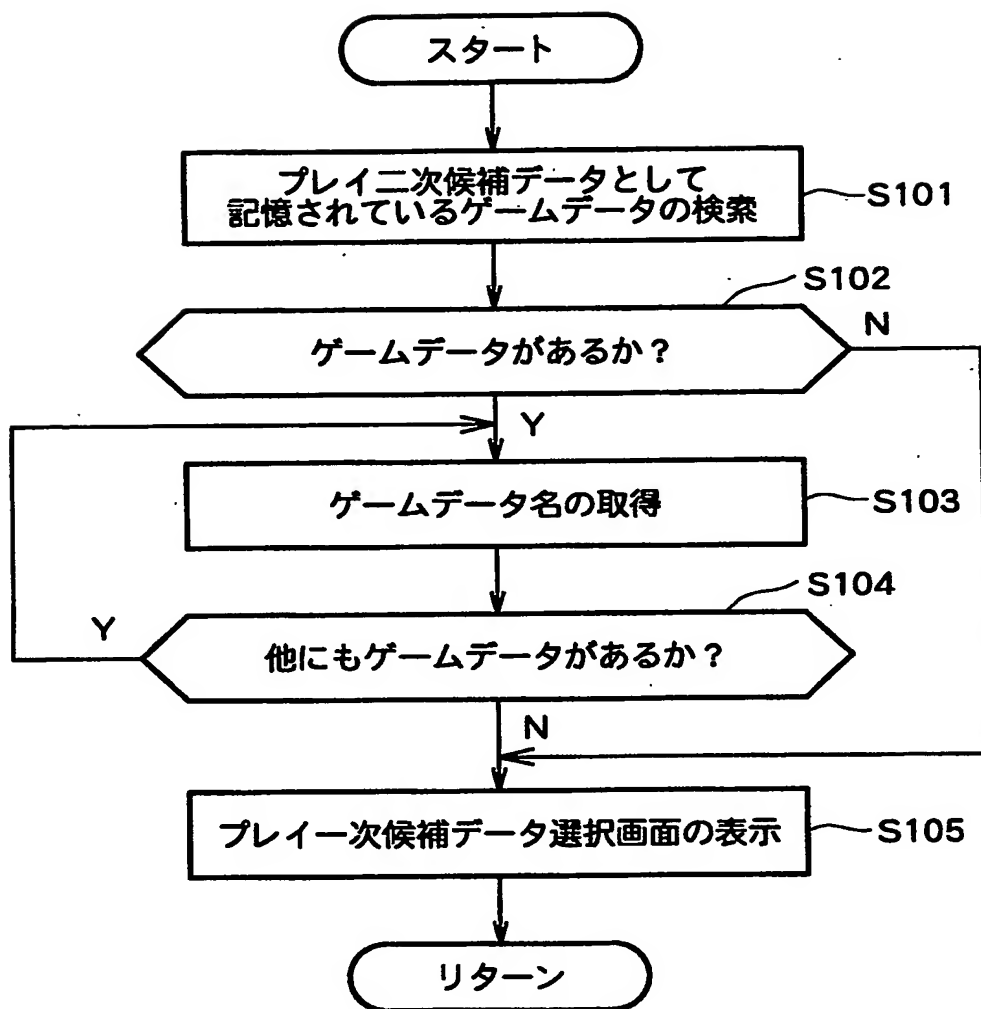 スタート
プレイ二次候補データとして
記憶されているゲームデータの検索
S101
S102
ゲームデータがあるか？
N
Y
ゲームデータ名の取得
S103
S104
Y
他にもゲームデータがあるか？
N
プレイ一次候補データ選択画面の表示
S105
リターン